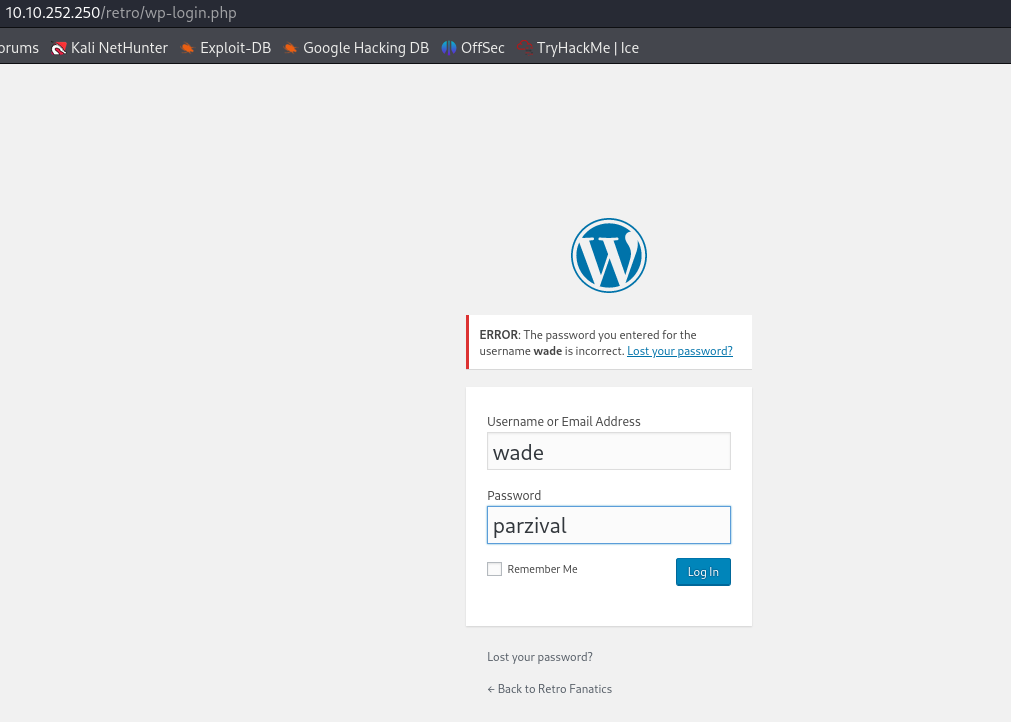 10.10.252.250/retro/wp-login.php
orums Kali NetHunter Exploit-DB Google Hacking DB OffSec TryHackMe | Ice
ERROR: The password you entered for the
username wade is incorrect. Lost your password?
Username or Email Address
wade
Password
parzival
Remember Me
Log In
Lost your password?
← Back to Retro Fanatics